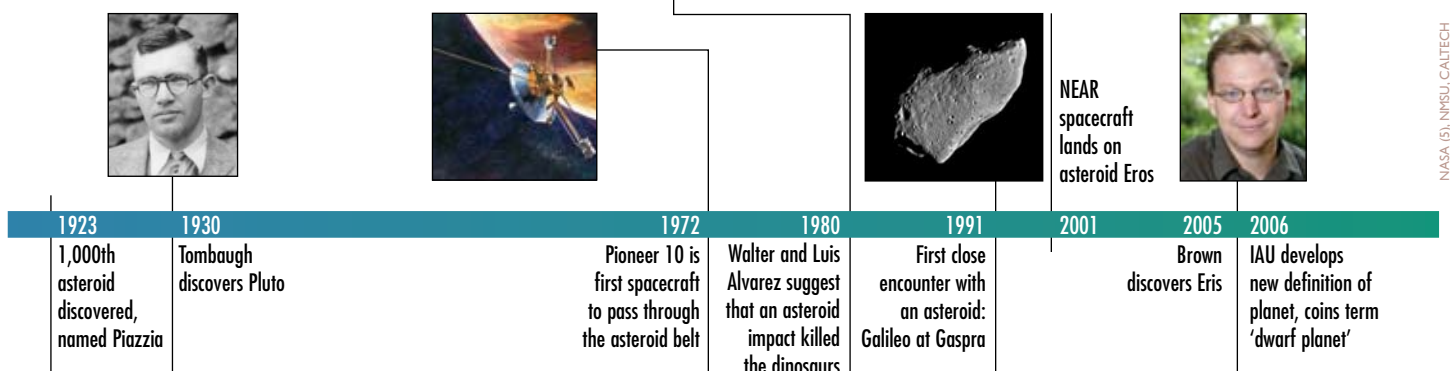 NEAR
spacecraft
lands on
asteroid Eros
NASA (5), NMSU, CALTECH
1923
1,000th
asteroid
discovered,
named Piazzia
1930
Tombaugh
discovers Pluto
1972
Pioneer 10 is
first spacecraft
to pass through
the asteroid belt
1980
Walter and Luis
Alvarez suggest
that an asteroid
impact killed
the dinosaurs
1991
First close
encounter with
an asteroid:
Galileo at Gaspra
2001
2005
Brown
discovers Eris
2006
IAU develops
new definition of
planet, coins term
‘dwarf planet’